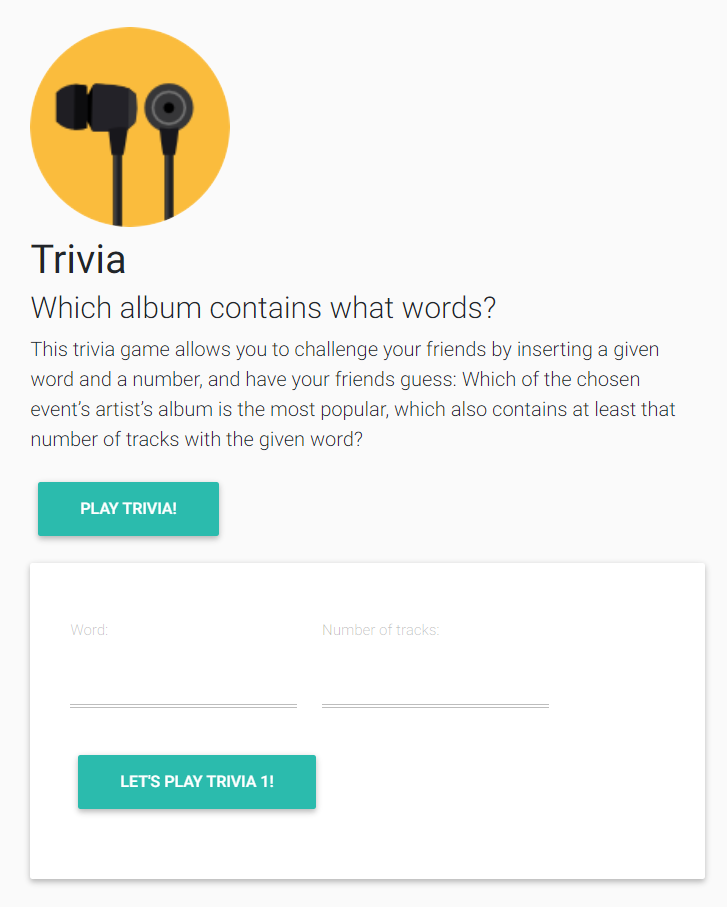 Trivia
Which album contains what words?
This trivia game allows you to challenge your friends by inserting a given
word and a number, and have your friends guess: Which of the chosen
event’s artist’s album is the most popular, which also contains at least that
number of tracks with the given word?
PLAY TRIVIA!
Word: Number of tracks:
LET'S PLAY TRIVIA 1!